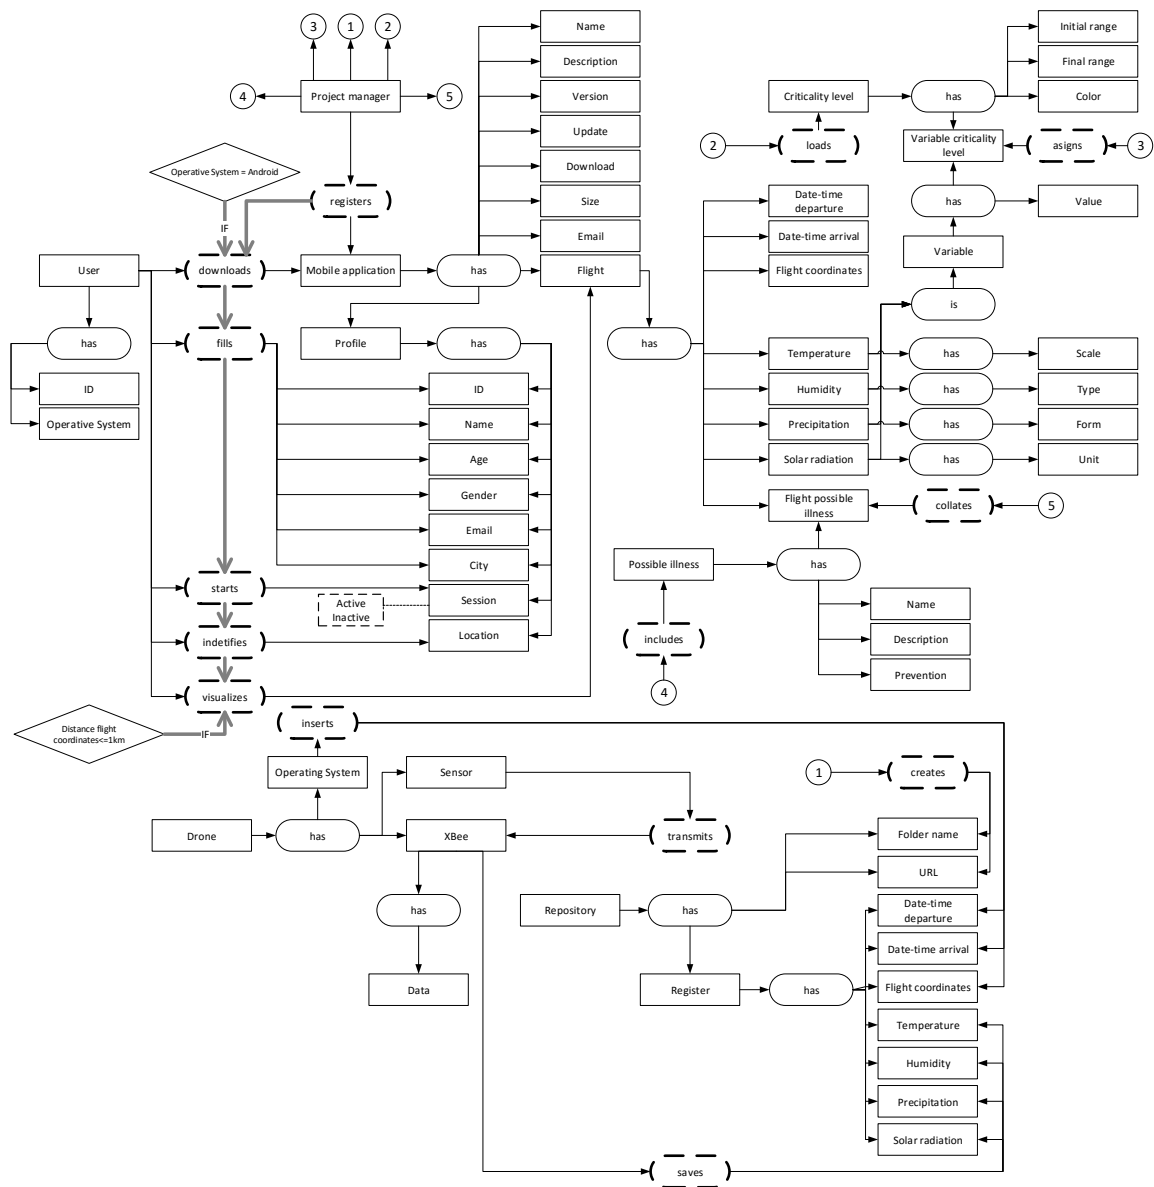 3
1
2
4
Project manager
5
Operative System = Android
IF
registers
User
downloads
Mobile application
has
Name
Description
Version
Update
Download
Size
Email
Flight
has
ID
Operative System
fills
Profile
has
ID
Name
Age
Gender
Email
City
Session
Location
starts
Active
Inactive
indetifies
visualizes
Distance flight
coordinates<=1km
IF
Criticality level
has
Initial range
Final range
Color
2
loads
Variable criticality
level
asigns
3
has
Value
Variable
is
Date-time
departure
Date-time arrival
Flight coordinates
has
Temperature
has
Scale
Humidity
has
Type
Precipitation
has
Form
Solar radiation
has
Unit
Flight possible
illness
collates
5
Possible illness
has
includes
4
Name
Description
Prevention
inserts
Operating System
Sensor
Drone
has
XBee
transmits
has
Data
1
creates
Folder name
URL
Repository
has
Date-time
departure
Date-time arrival
Register
has
Flight coordinates
Temperature
Humidity
Precipitation
Solar radiation
saves